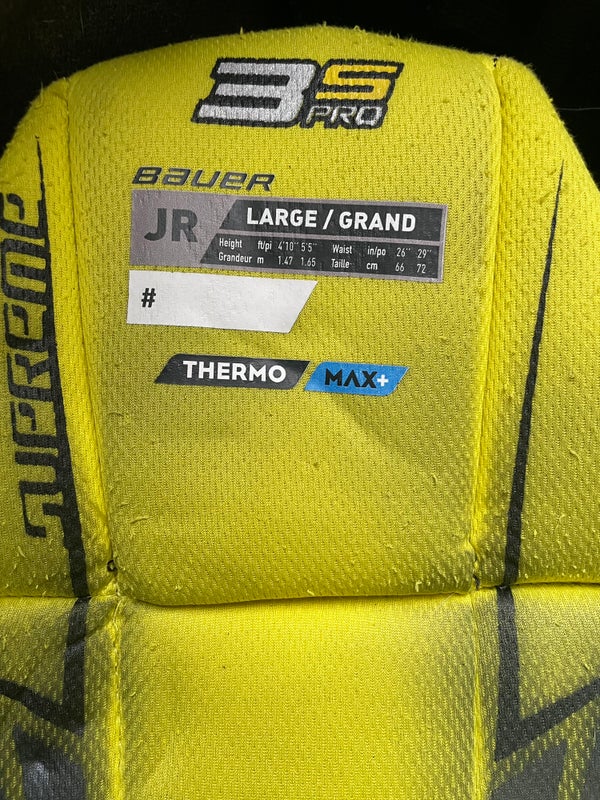 3S
PRO
BAUER
JR LARGE / GRAND
Height ft/pi 4'10" 5'5" Waist in/po 26" 29"
Grandeur m 1.47 1.65 Taille cm 66 72
#
THERMO MAX+
SUPREME